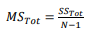 MS_Tot = SS_Tot / N−1